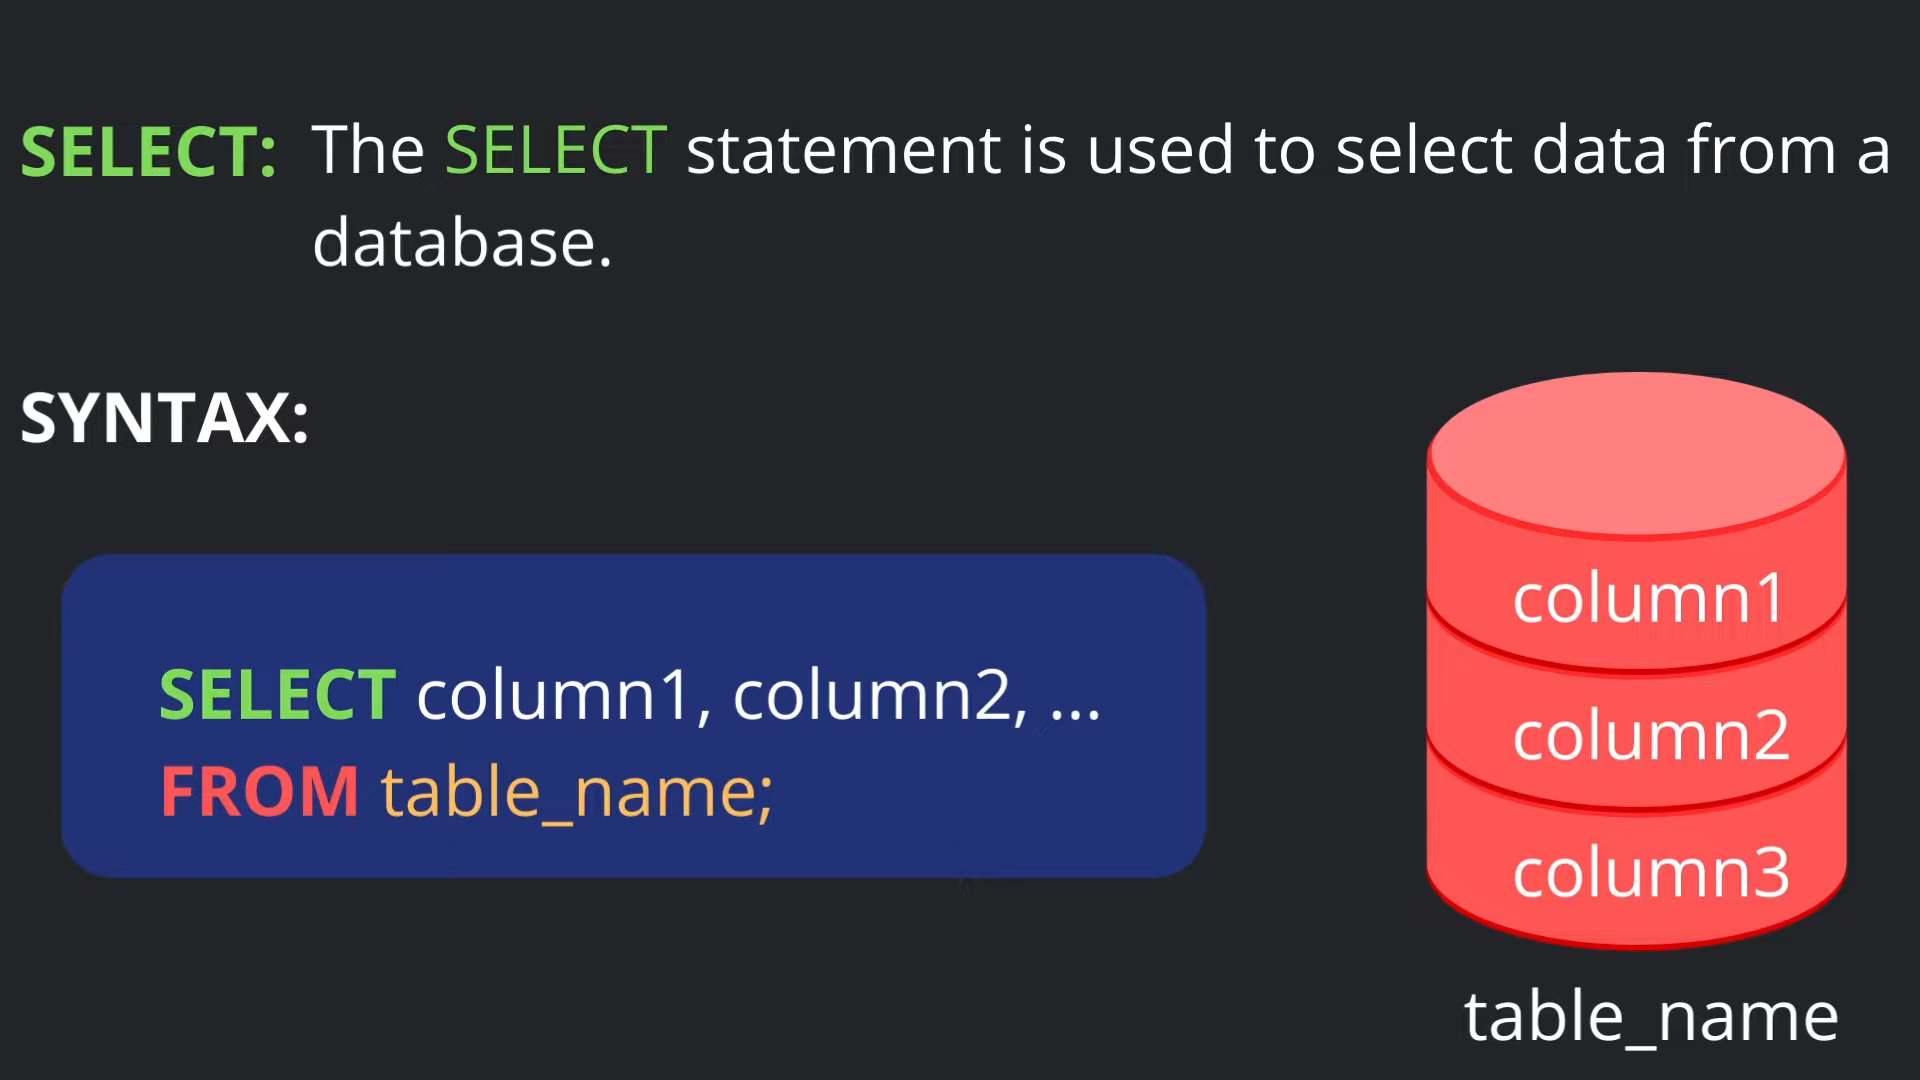 SELECT: The SELECT statement is used to select data from a
database.
SYNTAX:
SELECT column1, column2, ...
FROM table_name;
column1
column2
column3
table_name